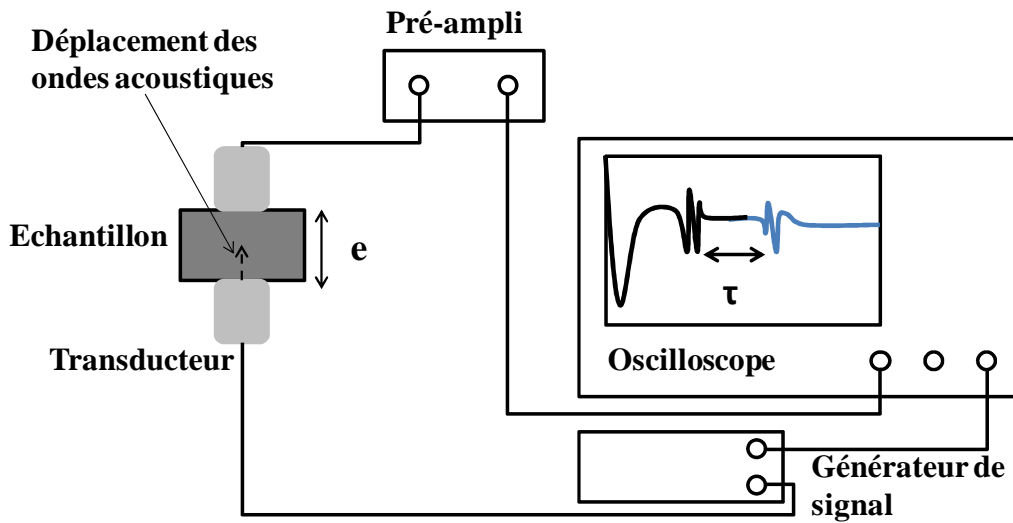 Pré-ampli
Déplacement des
ondes acoustiques
Echantillon
e
τ
Transducteur
Oscilloscope
Générateur de
signal